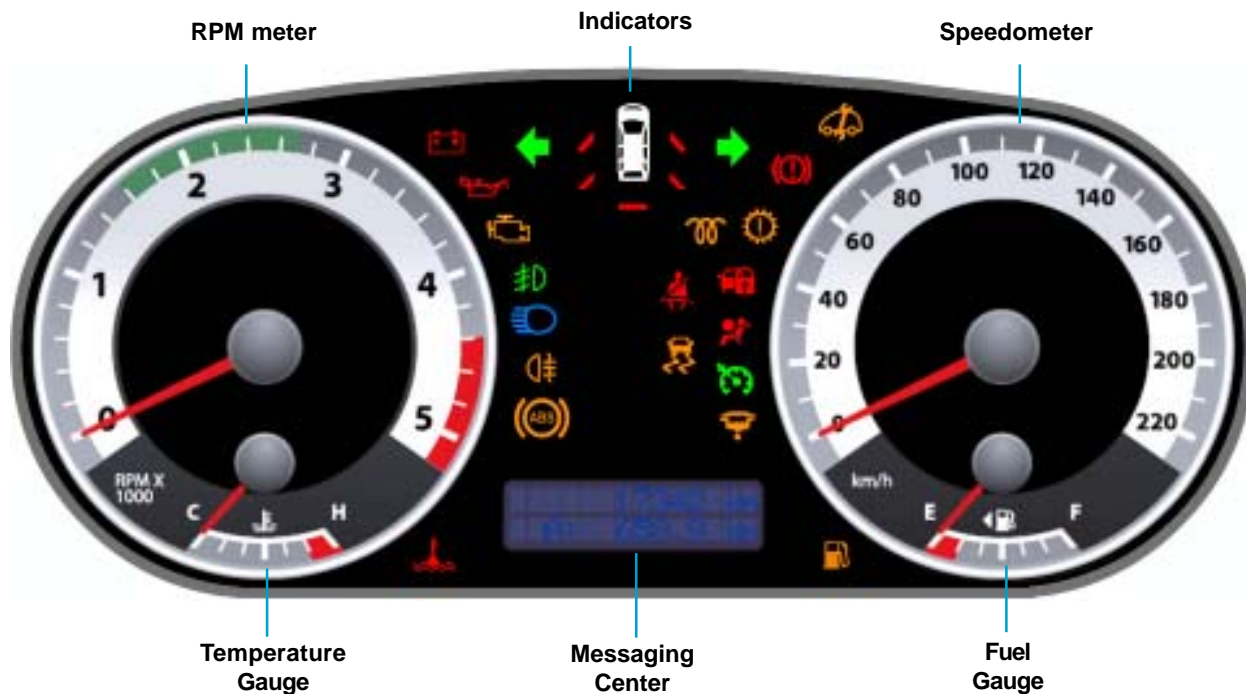 RPM meter
Indicators
Speedometer
0
1
2
3
4
5
RPM X
1000
C
H
ABS
0
20
40
60
80
100
120
140
160
180
200
220
km/h
E
F
Temperature
Gauge
Messaging
Center
Fuel
Gauge